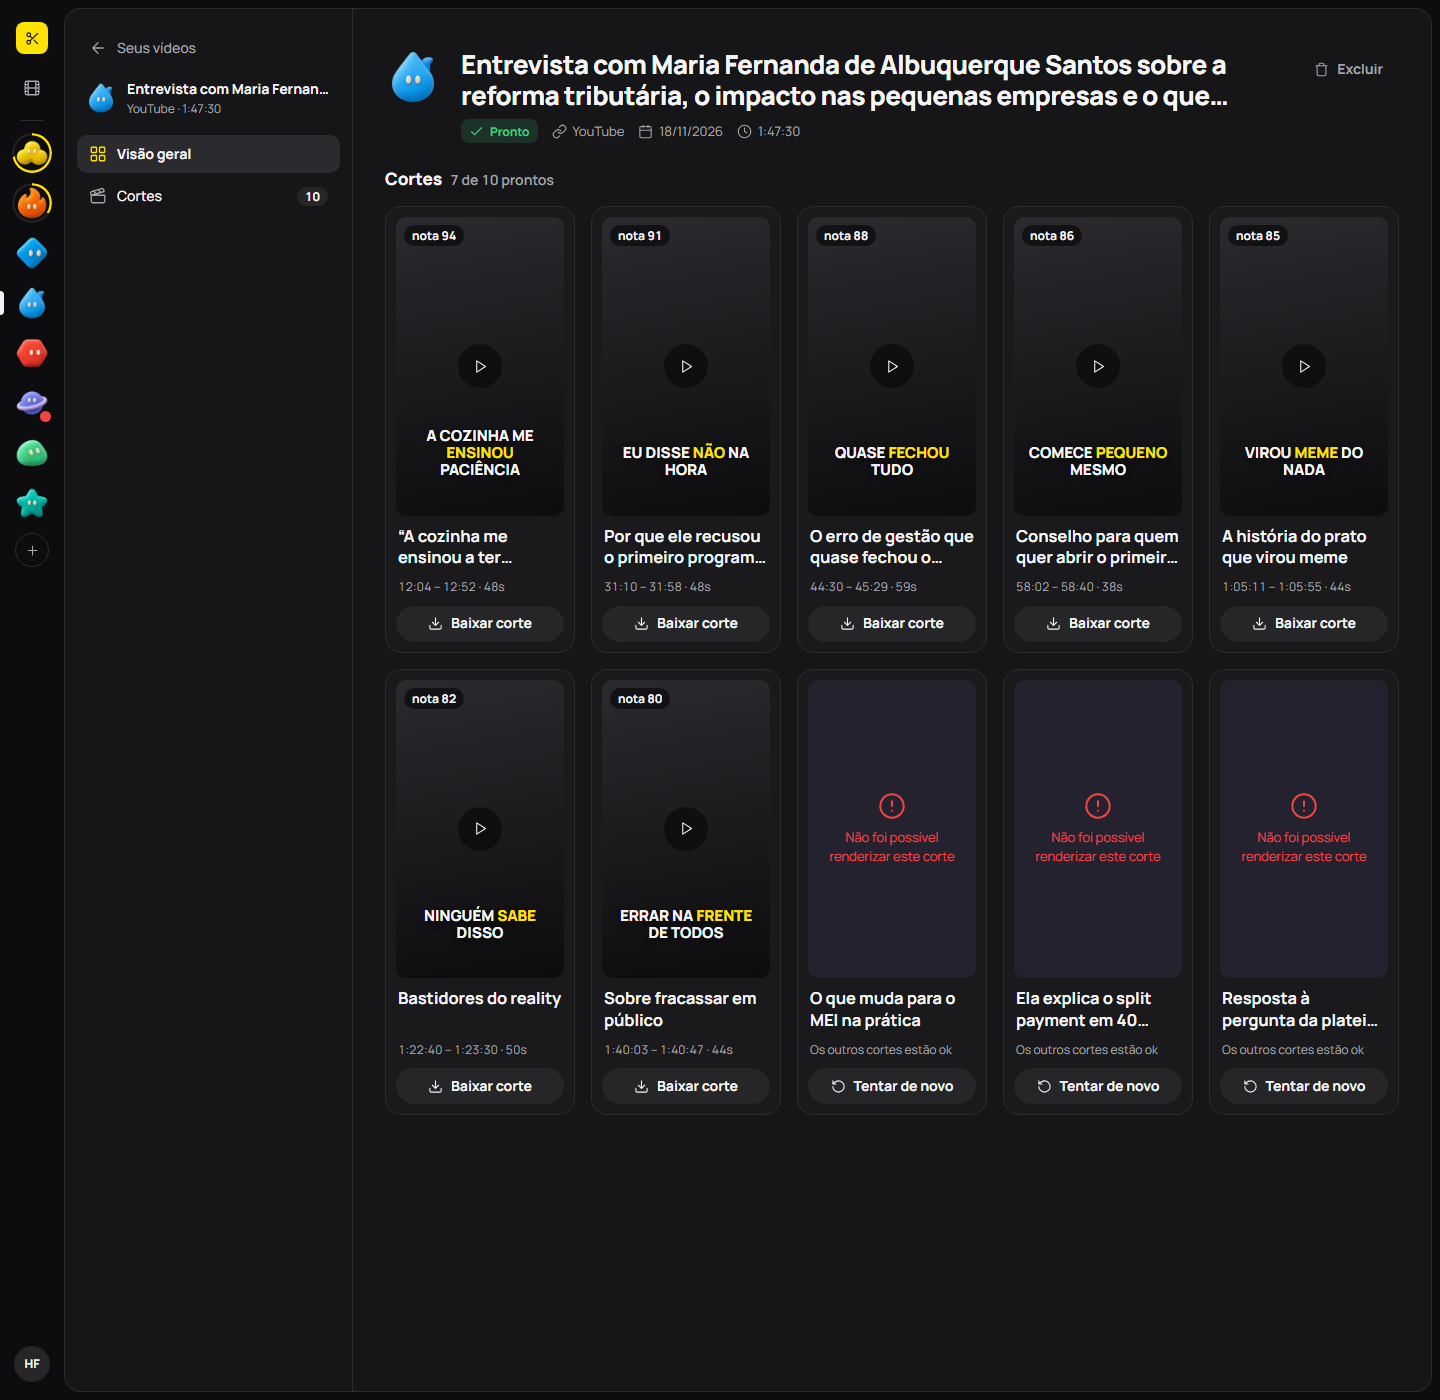 Seus vídeos
Entrevista com Maria Fernan...
YouTube · 1:47:30
Visão geral
Cortes 10
HF
Entrevista com Maria Fernanda de Albuquerque Santos sobre a
reforma tributária, o impacto nas pequenas empresas e o que...
Excluir
Pronto YouTube 18/11/2026 1:47:30
Cortes 7 de 10 prontos
nota 94
A COZINHA ME
ENSINOU
PACIÊNCIA
“A cozinha me
ensinou a ter...
12:04 – 12:52 · 48s
Baixar corte
nota 91
EU DISSE NÃO NA
HORA
Por que ele recusou
o primeiro program...
31:10 – 31:58 · 48s
Baixar corte
nota 88
QUASE FECHOU
TUDO
O erro de gestão que
quase fechou o...
44:30 – 45:29 · 59s
Baixar corte
nota 86
COMECE PEQUENO
MESMO
Conselho para quem
quer abrir o primeir...
58:02 – 58:40 · 38s
Baixar corte
nota 85
VIROU MEME DO
NADA
A história do prato
que virou meme
1:05:11 – 1:05:55 · 44s
Baixar corte
nota 82
NINGUÉM SABE
DISSO
Bastidores do reality
1:22:40 – 1:23:30 · 50s
Baixar corte
nota 80
ERRAR NA FRENTE
DE TODOS
Sobre fracassar em
público
1:40:03 – 1:40:47 · 44s
Baixar corte
Não foi possível
renderizar este corte
O que muda para o
MEI na prática
Os outros cortes estão ok
Tentar de novo
Não foi possível
renderizar este corte
Ela explica o split
payment em 40...
Os outros cortes estão ok
Tentar de novo
Não foi possível
renderizar este corte
Resposta à
pergunta da platei...
Os outros cortes estão ok
Tentar de novo